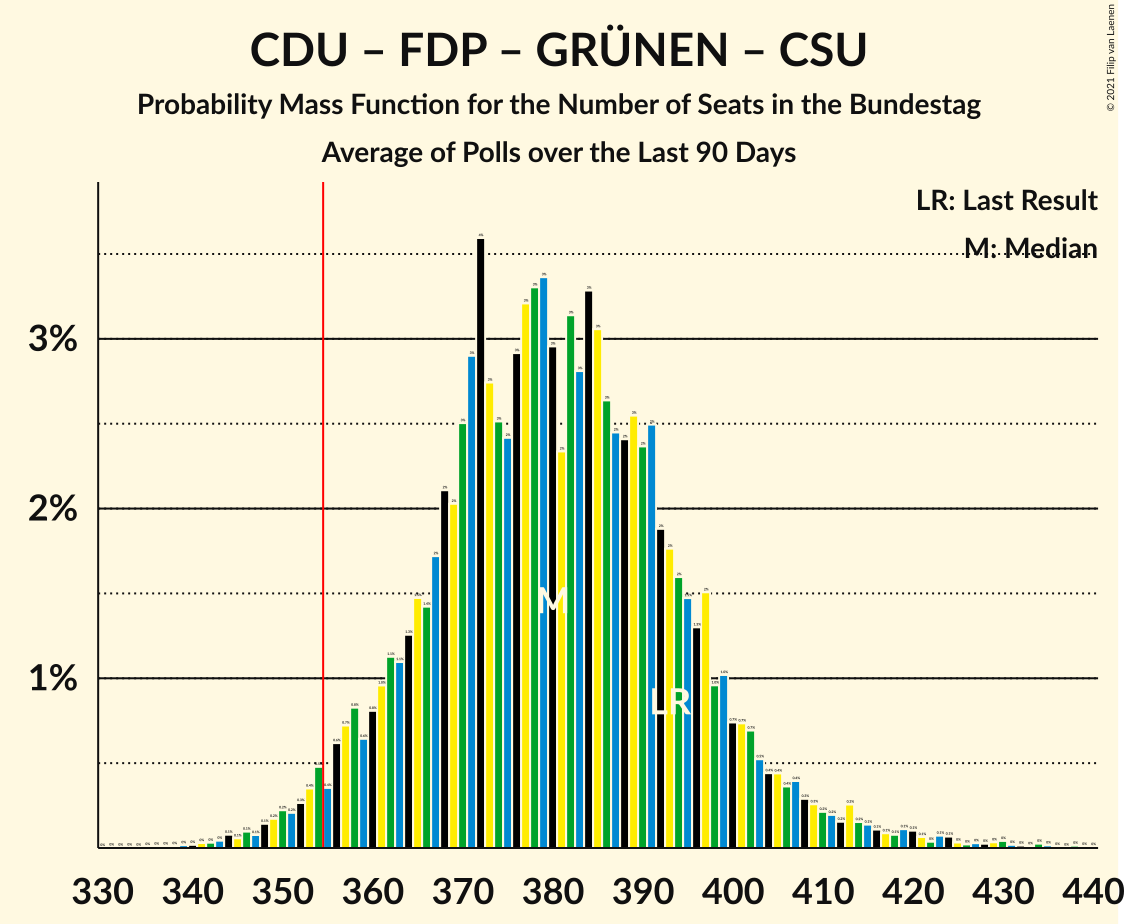 CDU – FDP – GRÜNEN – CSU
Probability Mass Function for the Number of Seats in the Bundestag
Average of Polls over the Last 90 Days
© 2021 Filip van Laenen
LR: Last Result
M: Median
3%
2%
1%
M
LR
330 340 350 360 370 380 390 400 410 420 430 440